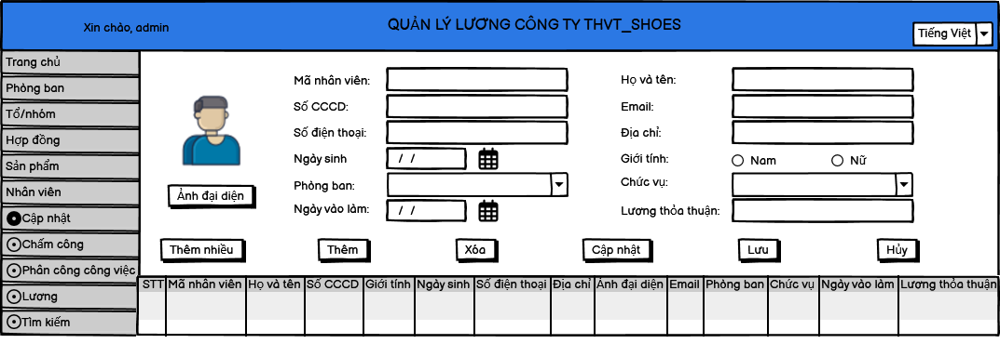 Xin chào, admin
QUẢN LÝ LƯƠNG CÔNG TY THVT_SHOES
Tiếng Việt
Trang chủ
Phòng ban
Tổ/nhóm
Hợp đồng
Sản phẩm
Nhân viên
Cập nhật
Chấm công
Phân công công việc
Lương
Tìm kiếm
Ảnh đại diện
Mã nhân viên:
Họ và tên:
Số CCCD:
Email:
Số điện thoại:
Địa chỉ:
Ngày sinh / /
Giới tính: Nam Nữ
Phòng ban:
Chức vụ:
Ngày vào làm: / /
Lương thỏa thuận:
Thêm nhiều Thêm Xóa Cập nhật Lưu Hủy
STT Mã nhân viên Họ và tên Số CCCD Giới tính Ngày sinh Số điện thoại Địa chỉ Ảnh đại diện Email Phòng ban Chức vụ Ngày vào làm Lương thỏa thuận